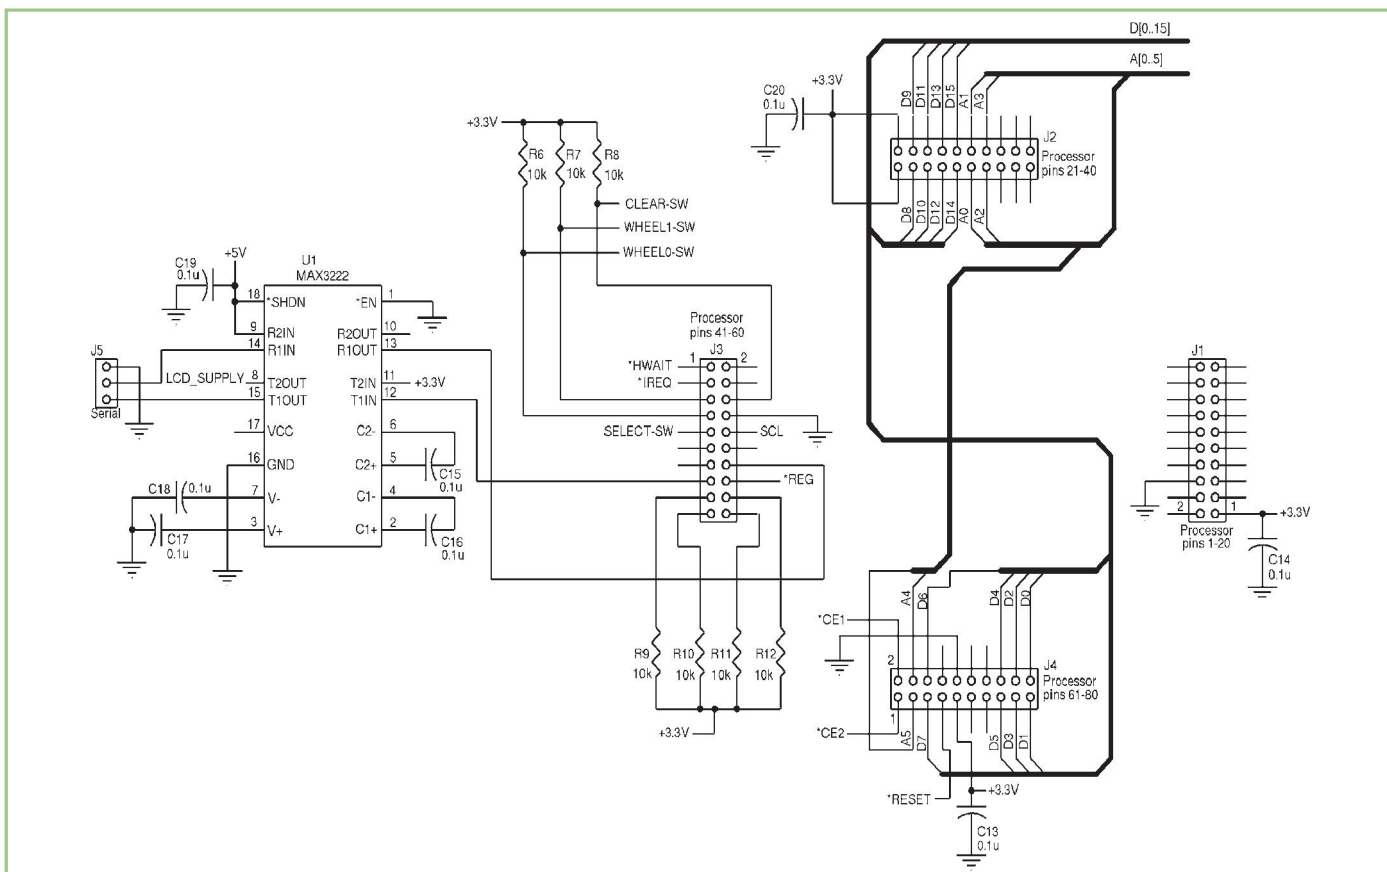 D[0..15]
A[0..5]
+3.3V
C20
0.1u
D9
D11
D13
D15
A1
A3
J2
Processor
pins 21-40
D8
D10
D12
D14
A0
A2
+3.3V
R6
10k
R7
10k
R8
10k
CLEAR-SW
WHEEL1-SW
WHEEL0-SW
C19
0.1u
+5V
U1
MAX3222
18
*SHDN
*EN
1
9
R2IN
R2OUT
10
14
R1IN
R1OUT
13
J5
LCD_SUPPLY
8
T2OUT
T2IN
11
+3.3V
15
T1OUT
T1IN
12
Serial
17
VCC
C2-
6
16
GND
C2+
5
C15
0.1u
C18
0.1u
7
V-
C1-
4
C17
0.1u
3
V+
C1+
2
C16
0.1u
Processor
pins 41-60
J3
1
2
*HWAIT
*IREQ
SELECT-SW
SCL
*REG
R9
10k
R10
10k
R11
10k
R12
10k
+3.3V
J1
2
1
+3.3V
Processor
pins 1-20
C14
0.1u
A4
D6
D4
D2
D0
*CE1
2
J4
Processor
pins 61-80
1
*CE2
A5
D7
D5
D3
D1
*RESET
+3.3V
C13
0.1u